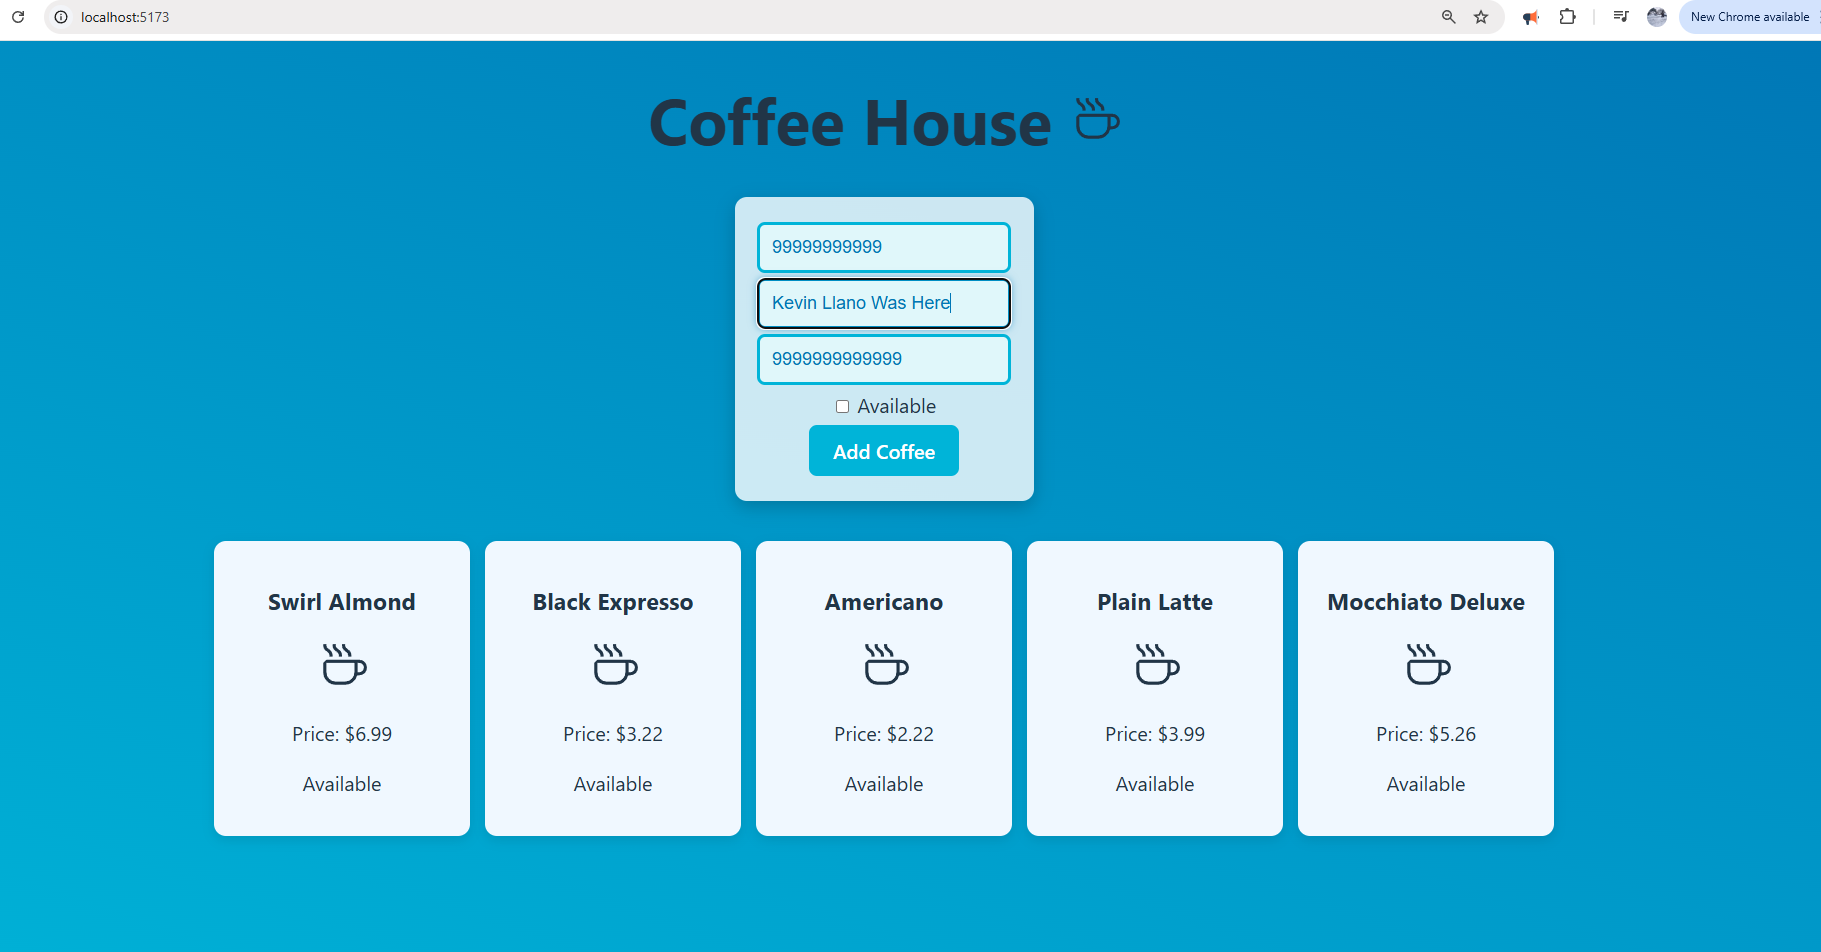 localhost:5173
New Chrome available
Coffee House
99999999999
Kevin Llano Was Here
9999999999999
Available
Add Coffee
Swirl Almond
Price: $6.99
Available
Black Expresso
Price: $3.22
Available
Americano
Price: $2.22
Available
Plain Latte
Price: $3.99
Available
Mocchiato Deluxe
Price: $5.26
Available